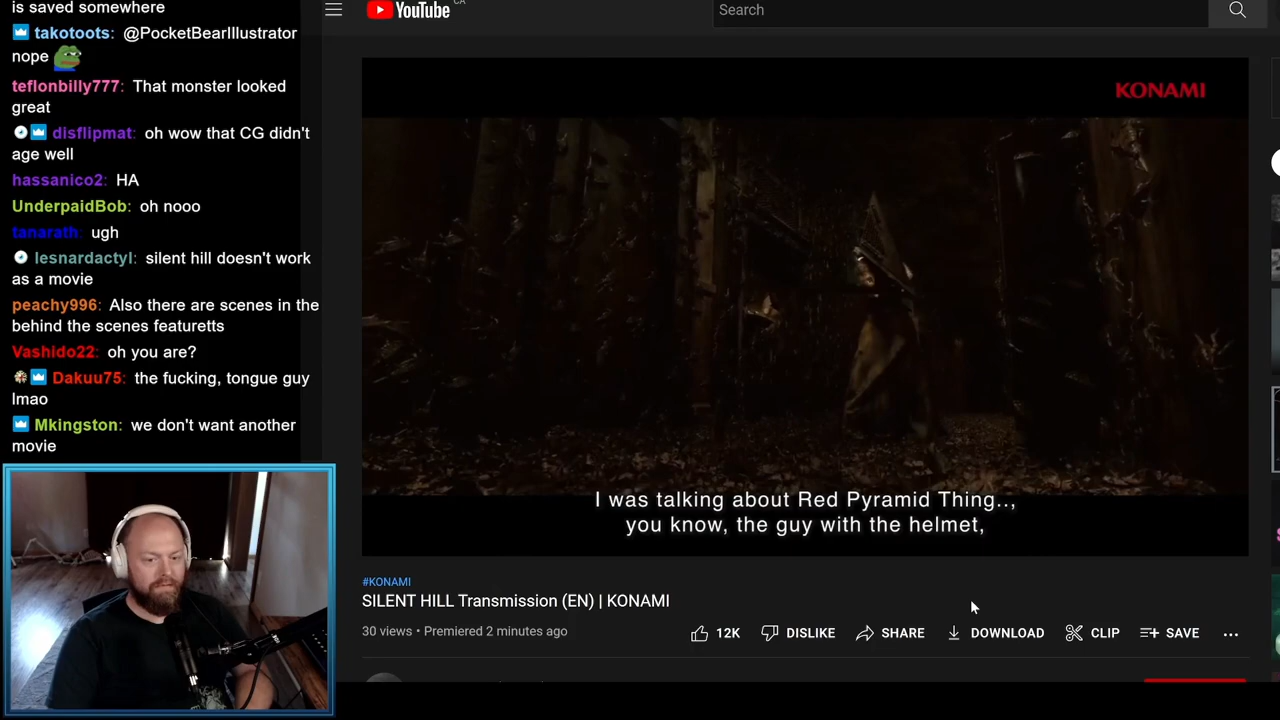 is saved somewhere
takotoots: @PocketBearIllustrator
nope
teflonbilly777: That monster looked
great
disflipmat: oh wow that CG didn't
age well
hassanico2: HA
UnderpaidBob: oh nooo
tanarath: ugh
lesnardactyl: silent hill doesn't work
as a movie
peachy996: Also there are scenes in the
behind the scenes featuretts
Vashido22: oh you are?
Dakuu75: the fucking, tongue guy
lmao
Mkingston: we don't want another
movie
YouTube CA
Search
KONAMI
I was talking about Red Pyramid Thing..,
you know, the guy with the helmet,
#KONAMI
SILENT HILL Transmission (EN) | KONAMI
30 views • Premiered 2 minutes ago
12K DISLIKE SHARE DOWNLOAD CLIP SAVE